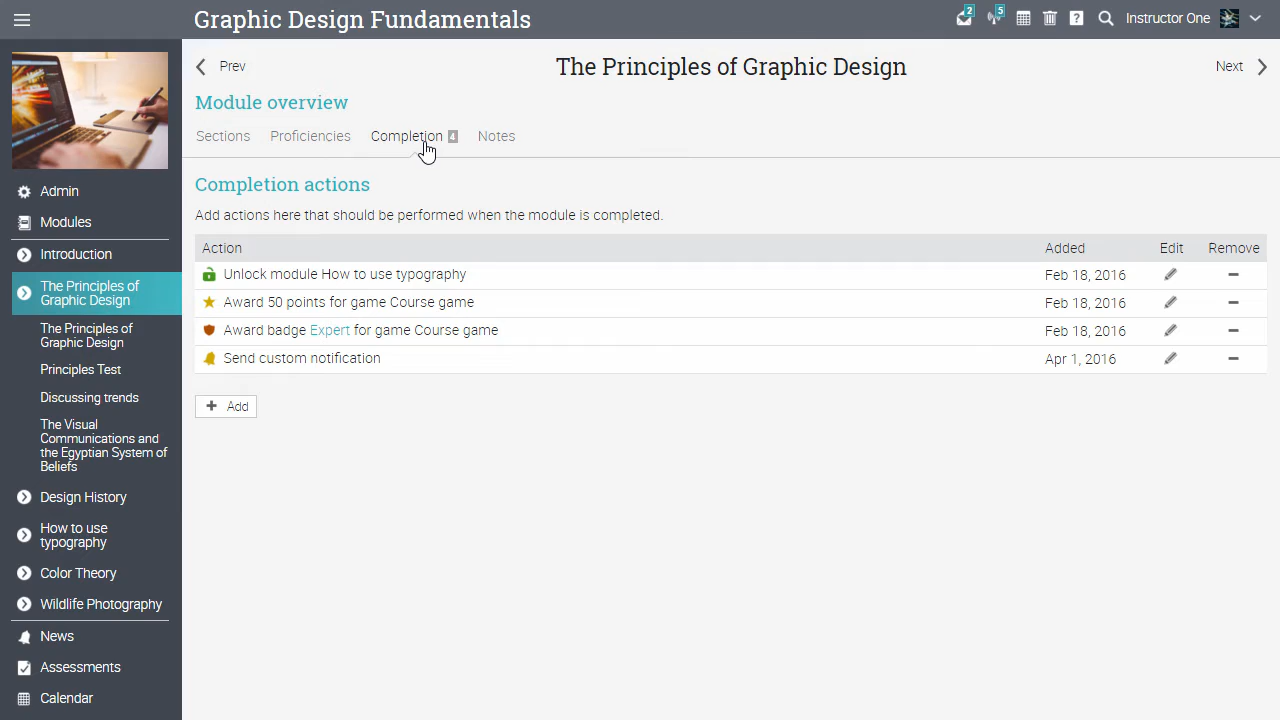 Graphic Design Fundamentals
2
5
?
Instructor One
Admin
Modules
Introduction
The Principles of
Graphic Design
The Principles of
Graphic Design
Principles Test
Discussing trends
The Visual
Communications and
the Egyptian System of
Beliefs
Design History
How to use
typography
Color Theory
Wildlife Photography
News
Assessments
Calendar
Prev
The Principles of Graphic Design
Next
Module overview
Sections Proficiencies Completion 4 Notes
Completion actions
Add actions here that should be performed when the module is completed.
Action Added Edit Remove
Unlock module How to use typography Feb 18, 2016
Award 50 points for game Course game Feb 18, 2016
Award badge Expert for game Course game Feb 18, 2016
Send custom notification Apr 1, 2016
+ Add